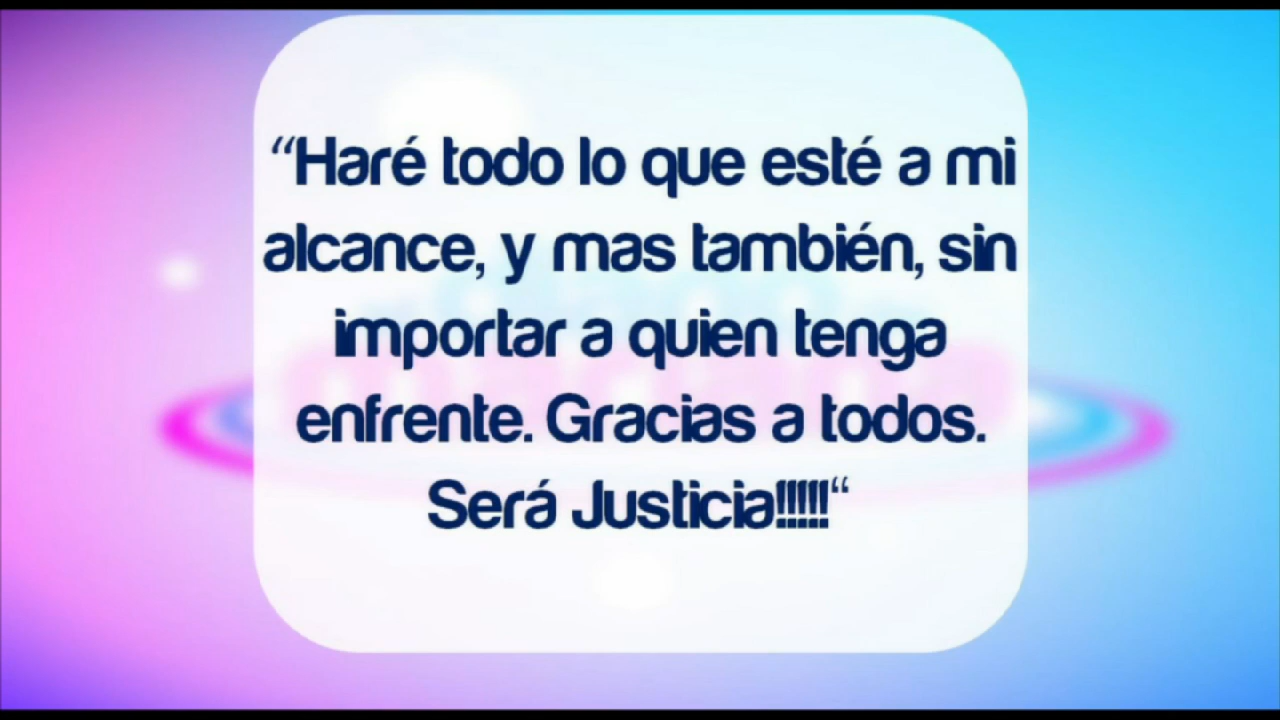 “Haré todo lo que esté a mi
alcance, y mas también, sin
importar a quien tenga
enfrente. Gracias a todos.
Será Justicia!!!!!“